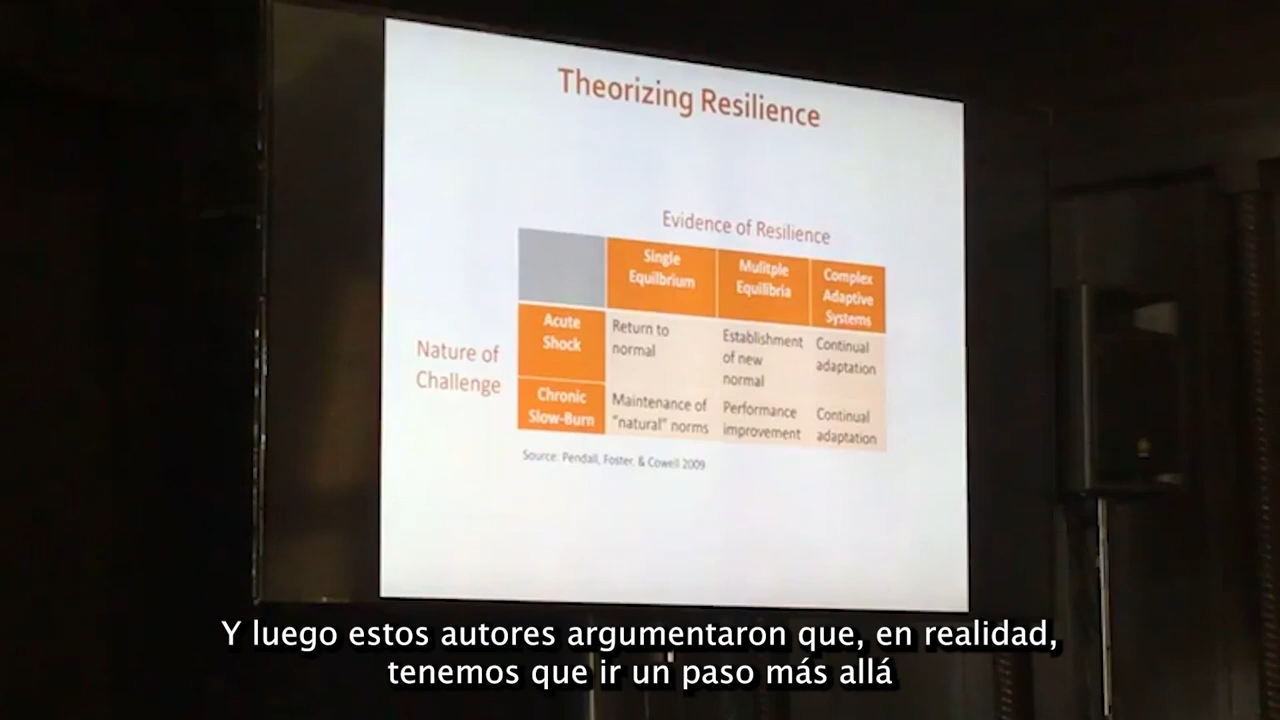 Theorizing Resilience
Evidence of Resilience
Single
Equilbrium
Mulitple
Equilibria
Complex
Adaptive
Systems
Nature of
Challenge
Acute
Shock
Return to
normal
Establishment
of new
normal
Continual
adaptation
Chronic
Slow-Burn
Maintenance of
"natural" norms
Performance
improvement
Continual
adaptation
Source: Pendall, Foster, & Cowell 2009
Y luego estos autores argumentaron que, en realidad,
tenemos que ir un paso más allá